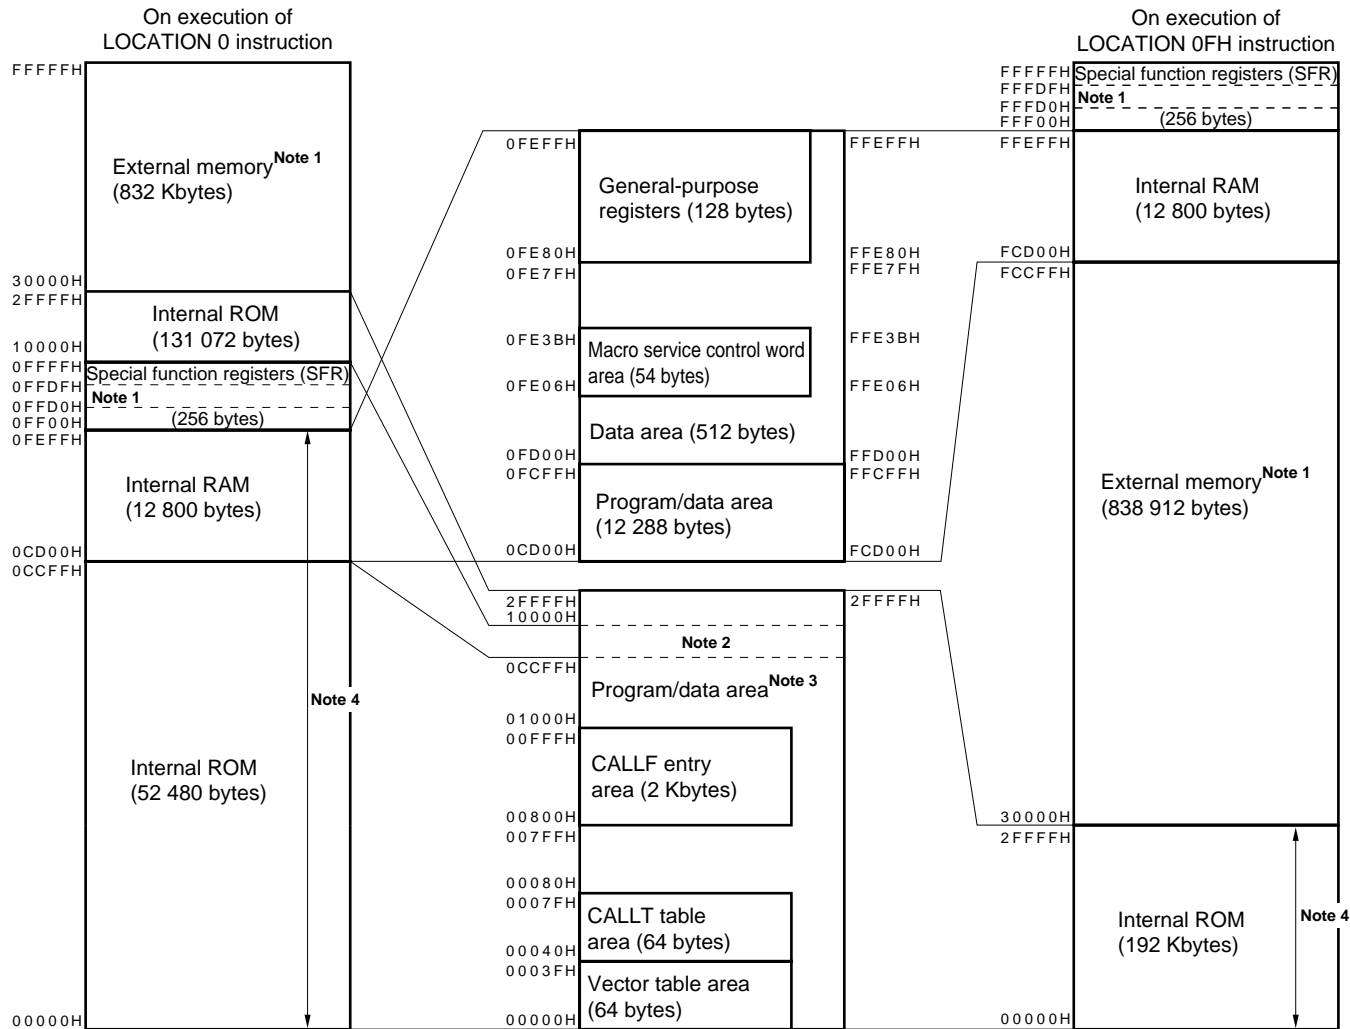 On execution of
LOCATION 0 instruction
FFFFFH
External memory Note 1
(832 Kbytes)
30000H
2FFFFH
Internal ROM
(131 072 bytes)
10000H
0FFFFH
Special function registers (SFR)
0FFDFH
Note 1
0FFD0H
0FF00H
(256 bytes)
0FEFFH
Internal RAM
(12 800 bytes)
0CD00H
0CCFFH
Note 4
Internal ROM
(52 480 bytes)
00000H
0FEFFH
FFEFFH
General-purpose
registers (128 bytes)
0FE80H
FFE80H
0FE7FH
FFE7FH
0FE3BH
FFE3BH
Macro service control word
area (54 bytes)
0FE06H
FFE06H
Data area (512 bytes)
0FD00H
FFD00H
0FCFFH
FFCFFH
Program/data area
(12 288 bytes)
0CD00H
FCD00H
2FFFFH
2FFFFH
10000H
Note 2
0CCFFH
Program/data area Note 3
01000H
00FFFH
CALLF entry
area (2 Kbytes)
00800H
007FFH
00080H
0007FH
CALLT table
area (64 bytes)
00040H
0003FH
Vector table area
(64 bytes)
00000H
On execution of
LOCATION 0FH instruction
FFFFFH
Special function registers (SFR)
FFFDFH
Note 1
FFFD0H
FFF00H
(256 bytes)
FFEFFH
Internal RAM
(12 800 bytes)
FCD00H
FCCFFH
External memory Note 1
(838 912 bytes)
30000H
2FFFFH
Internal ROM
(192 Kbytes)
Note 4
00000H